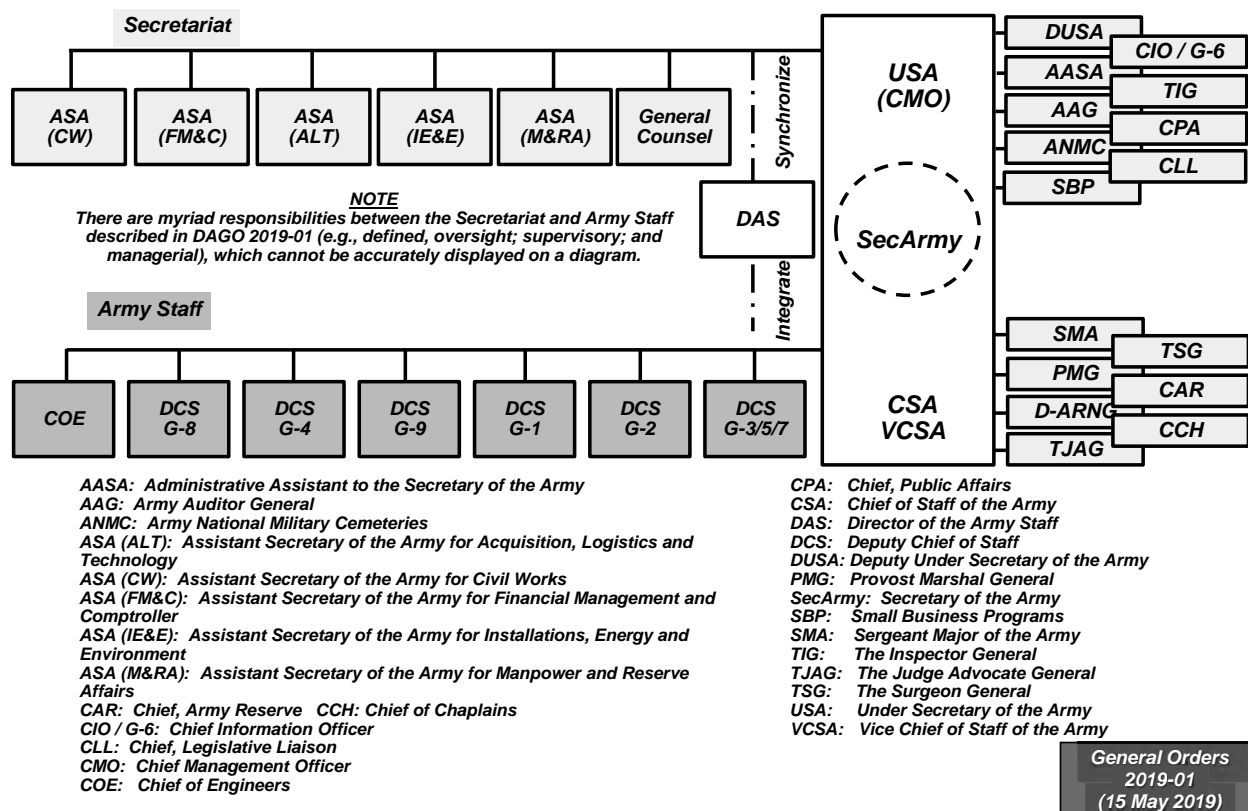 Secretariat
ASA
(CW)
ASA
(FM&C)
ASA
(ALT)
ASA
(IE&E)
ASA
(M&RA)
General
Counsel
Synchronize
DAS
Integrate
USA
(CMO)
SecArmy
CSA
VCSA
DUSA
CIO / G-6
AASA
TIG
AAG
CPA
ANMC
CLL
SBP
NOTE
There are myriad responsibilities between the Secretariat and Army Staff
described in DAGO 2019-01 (e.g., defined, oversight; supervisory; and
managerial), which cannot be accurately displayed on a diagram.
Army Staff
COE
DCS
G-8
DCS
G-4
DCS
G-9
DCS
G-1
DCS
G-2
DCS
G-3/5/7
SMA
TSG
PMG
CAR
D-ARNG
CCH
TJAG
AASA: Administrative Assistant to the Secretary of the Army
AAG: Army Auditor General
ANMC: Army National Military Cemeteries
ASA (ALT): Assistant Secretary of the Army for Acquisition, Logistics and
Technology
ASA (CW): Assistant Secretary of the Army for Civil Works
ASA (FM&C): Assistant Secretary of the Army for Financial Management and
Comptroller
ASA (IE&E): Assistant Secretary of the Army for Installations, Energy and
Environment
ASA (M&RA): Assistant Secretary of the Army for Manpower and Reserve
Affairs
CAR: Chief, Army Reserve CCH: Chief of Chaplains
CIO / G-6: Chief Information Officer
CLL: Chief, Legislative Liaison
CMO: Chief Management Officer
COE: Chief of Engineers
CPA: Chief, Public Affairs
CSA: Chief of Staff of the Army
DAS: Director of the Army Staff
DCS: Deputy Chief of Staff
DUSA: Deputy Under Secretary of the Army
PMG: Provost Marshal General
SecArmy: Secretary of the Army
SBP: Small Business Programs
SMA: Sergeant Major of the Army
TIG: The Inspector General
TJAG: The Judge Advocate General
TSG: The Surgeon General
USA: Under Secretary of the Army
VCSA: Vice Chief of Staff of the Army
General Orders
2019-01
(15 May 2019)